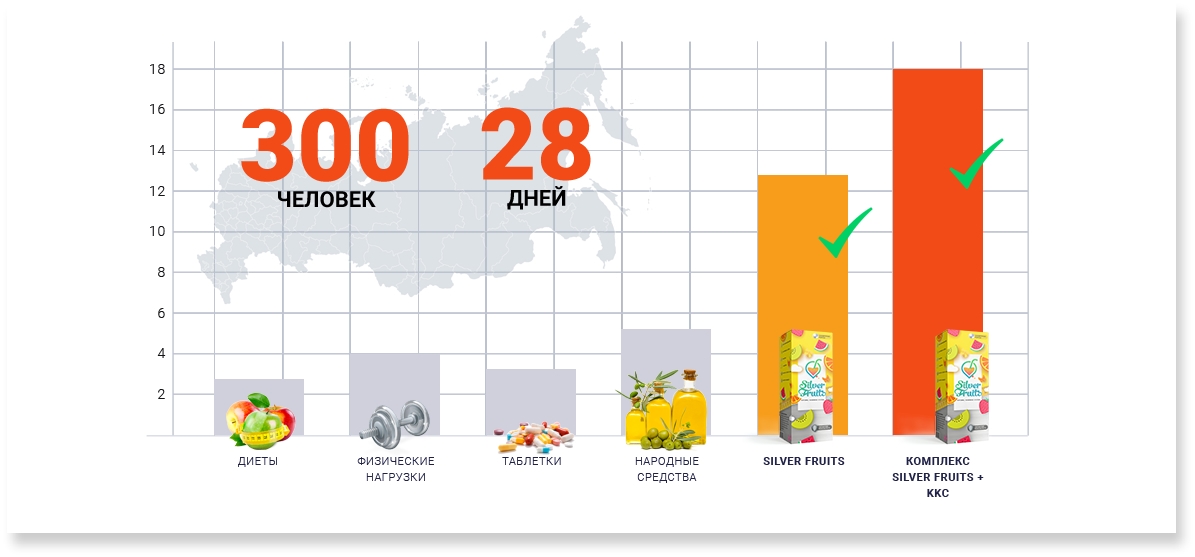 18
16
14
12
10
8
6
4
2
300
ЧЕЛОВЕК
28
ДНЕЙ
Silver
Fruits
Silver
Fruits
ДИЕТЫ
ФИЗИЧЕСКИЕ
НАГРУЗКИ
ТАБЛЕТКИ
НАРОДНЫЕ
СРЕДСТВА
SILVER FRUITS
КОМПЛЕКС
SILVER FRUITS +
ККС